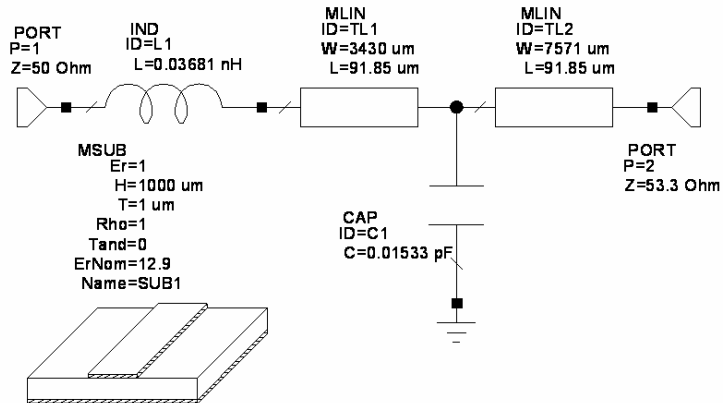 PORT
P=1
Z=50 Ohm
IND
ID=L1
L=0.03681 nH
MLIN
ID=TL1
W=3430 um
L=91.85 um
MLIN
ID=TL2
W=7571 um
L=91.85 um
PORT
P=2
Z=53.3 Ohm
MSUB
Er=1
H=1000 um
T=1 um
Rho=1
Tand=0
ErNom=12.9
Name=SUB1
CAP
ID=C1
C=0.01533 pF